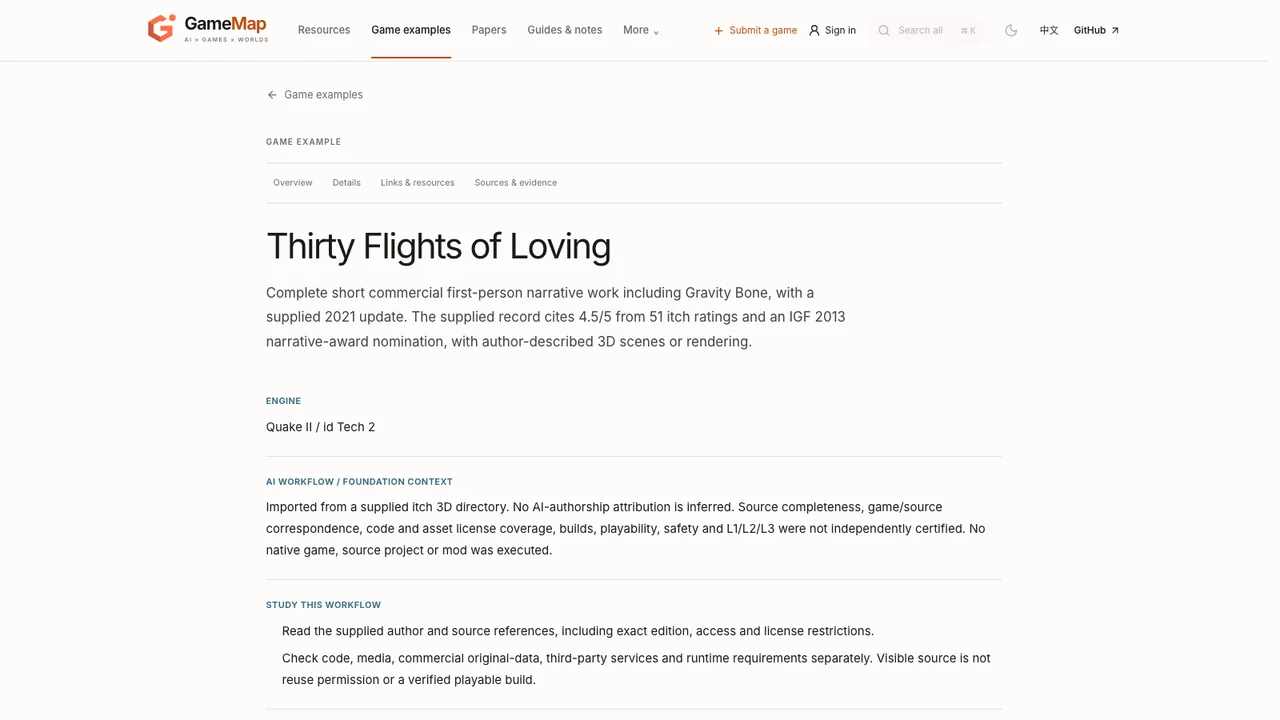 GameMap
AI × GAMES × WORLDS
Resources
Game examples
Papers
Guides & notes
More
Submit a game
Sign in
Search all
⌘ K
中文
GitHub
Game examples
GAME EXAMPLE
Overview
Details
Links & resources
Sources & evidence
Thirty Flights of Loving
Complete short commercial first-person narrative work including Gravity Bone, with a
supplied 2021 update. The supplied record cites 4.5/5 from 51 itch ratings and an IGF 2013
narrative-award nomination, with author-described 3D scenes or rendering.
ENGINE
Quake II / id Tech 2
AI WORKFLOW / FOUNDATION CONTEXT
Imported from a supplied itch 3D directory. No AI-authorship attribution is inferred. Source completeness, game/source
correspondence, code and asset license coverage, builds, playability, safety and L1/L2/L3 were not independently certified. No
native game, source project or mod was executed.
STUDY THIS WORKFLOW
Read the supplied author and source references, including exact edition, access and license restrictions.
Check code, media, commercial original-data, third-party services and runtime requirements separately. Visible source is not
reuse permission or a verified playable build.